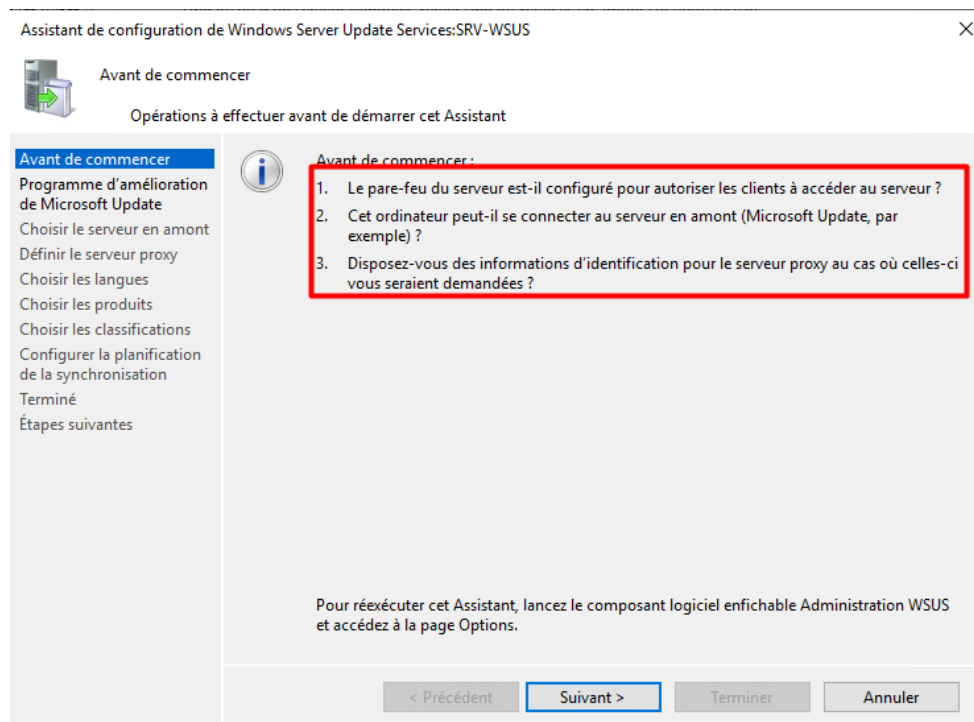 Assistant de configuration de Windows Server Update Services:SRV-WSUS
Avant de commencer
Opérations à effectuer avant de démarrer cet Assistant
Avant de commencer
Programme d'amélioration
de Microsoft Update
Choisir le serveur en amont
Définir le serveur proxy
Choisir les langues
Choisir les produits
Choisir les classifications
Configurer la planification
de la synchronisation
Terminé
Étapes suivantes
Avant de commencer :
1. Le pare-feu du serveur est-il configuré pour autoriser les clients à accéder au serveur ?
2. Cet ordinateur peut-il se connecter au serveur en amont (Microsoft Update, par
exemple) ?
3. Disposez-vous des informations d'identification pour le serveur proxy au cas où celles-ci
vous seraient demandées ?
Pour réexécuter cet Assistant, lancez le composant logiciel enfichable Administration WSUS
et accédez à la page Options.
< Précédent
Suivant >
Terminer
Annuler